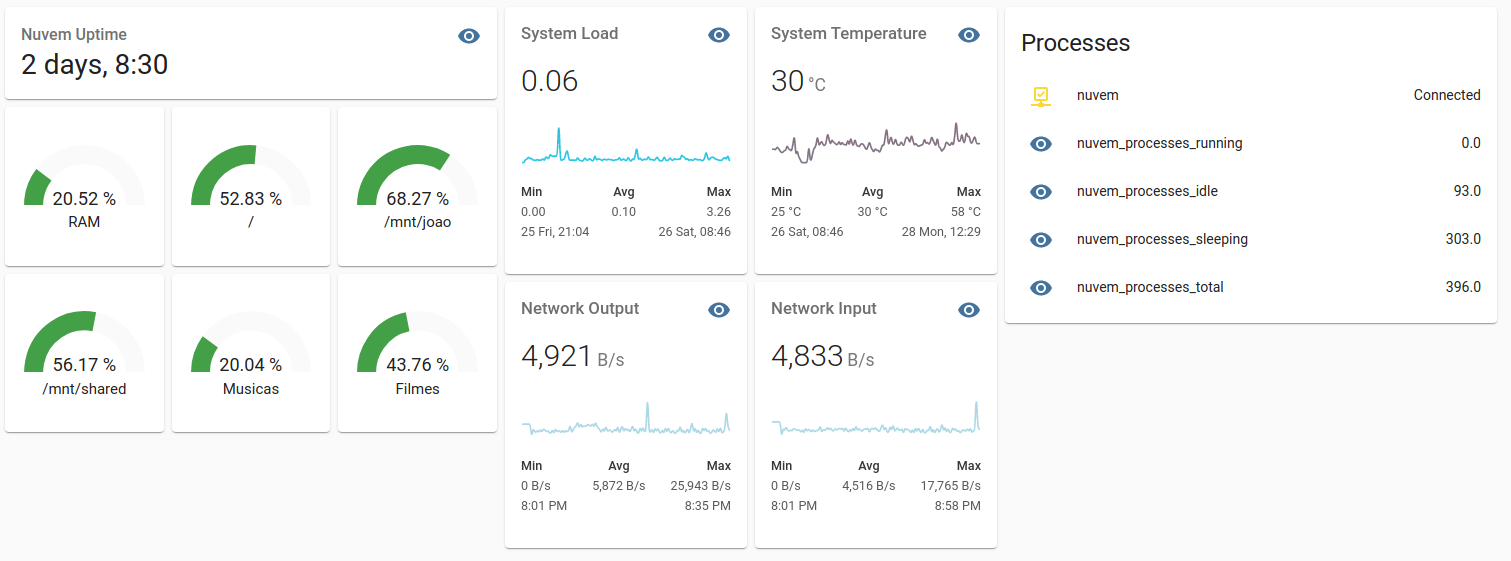 Nuvem Uptime
2 days, 8:30
20.52 %
RAM
52.83 %
/
68.27 %
/mnt/joao
56.17 %
/mnt/shared
20.04 %
Musicas
43.76 %
Filmes
System Load
0.06
Min Avg Max
0.00 0.10 3.26
25 Fri, 21:04 26 Sat, 08:46
System Temperature
30 °C
Min Avg Max
25 °C 30 °C 58 °C
26 Sat, 08:46 28 Mon, 12:29
Network Output
4,921 B/s
Min Avg Max
0 B/s 5,872 B/s 25,943 B/s
8:01 PM 8:35 PM
Network Input
4,833 B/s
Min Avg Max
0 B/s 4,516 B/s 17,765 B/s
8:01 PM 8:58 PM
Processes
nuvem Connected
nuvem_processes_running 0.0
nuvem_processes_idle 93.0
nuvem_processes_sleeping 303.0
nuvem_processes_total 396.0